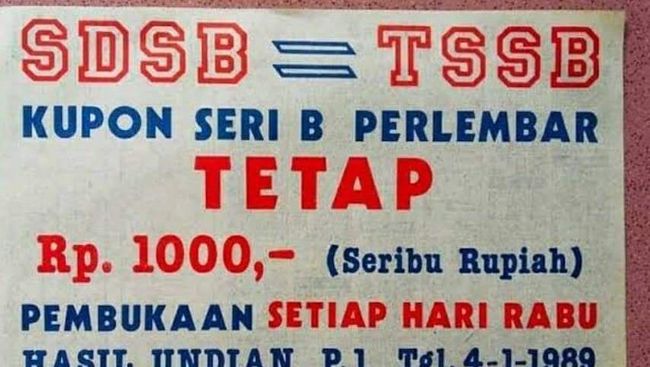 SDSB = TSSB
KUPON SERI B PERLEMBAR
TETAP
Rp. 1000,- (Seribu Rupiah)
PEMBUKAAN SETIAP HARI RABU
HASIL UNDIAN P.1 Tgl. 4-1-1989